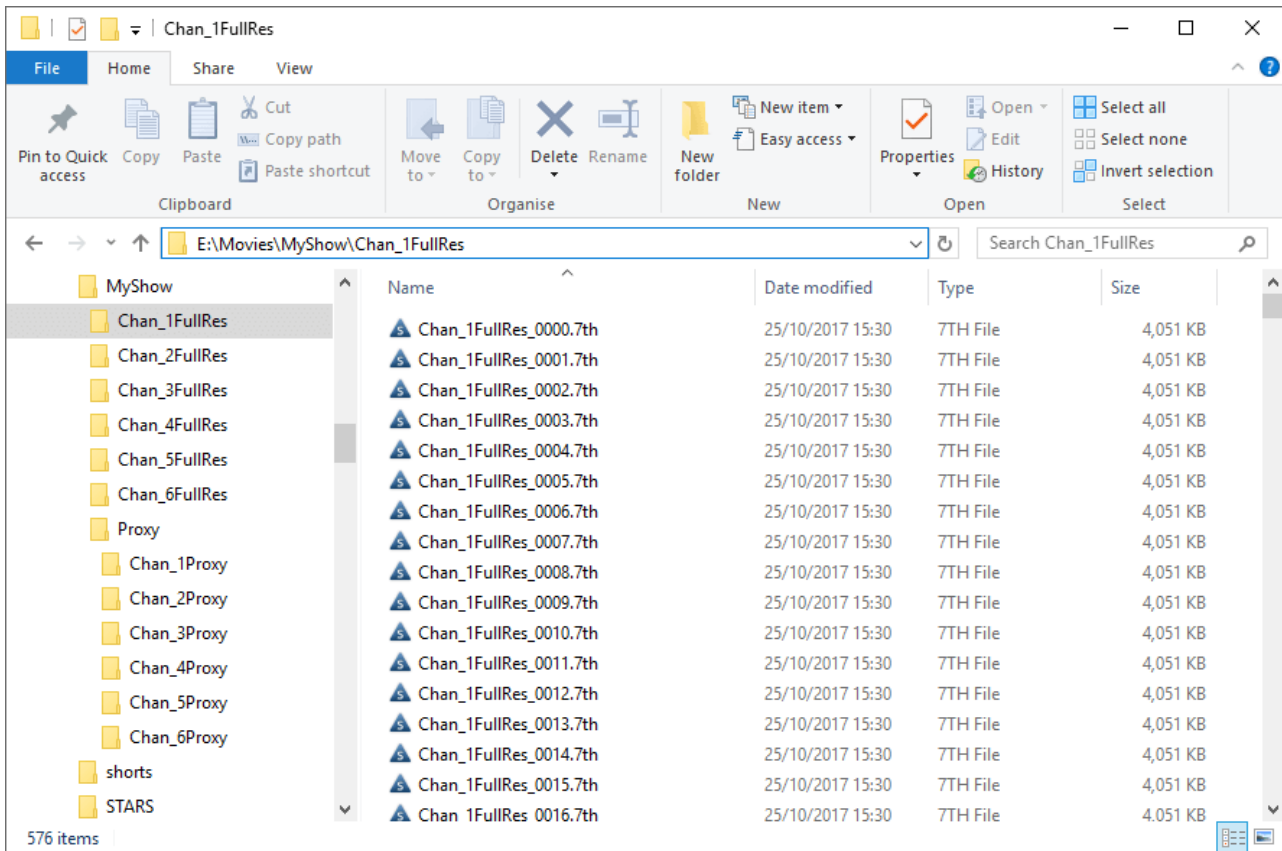 Chan_1FullRes
File Home Share View
Pin to Quick access
Copy
Paste
Cut
Copy path
Paste shortcut
Clipboard
Move to
Copy to
Delete
Rename
Organise
New folder
New item
Easy access
New
Properties
Open
Edit
History
Open
Select all
Select none
Invert selection
Select
E:\Movies\MyShow\Chan_1FullRes
Search Chan_1FullRes
MyShow
Chan_1FullRes
Chan_2FullRes
Chan_3FullRes
Chan_4FullRes
Chan_5FullRes
Chan_6FullRes
Proxy
Chan_1Proxy
Chan_2Proxy
Chan_3Proxy
Chan_4Proxy
Chan_5Proxy
Chan_6Proxy
shorts
STARS
Name Date modified Type Size
Chan_1FullRes_0000.7th 25/10/2017 15:30 7TH File 4,051 KB
Chan_1FullRes_0001.7th 25/10/2017 15:30 7TH File 4,051 KB
Chan_1FullRes_0002.7th 25/10/2017 15:30 7TH File 4,051 KB
Chan_1FullRes_0003.7th 25/10/2017 15:30 7TH File 4,051 KB
Chan_1FullRes_0004.7th 25/10/2017 15:30 7TH File 4,051 KB
Chan_1FullRes_0005.7th 25/10/2017 15:30 7TH File 4,051 KB
Chan_1FullRes_0006.7th 25/10/2017 15:30 7TH File 4,051 KB
Chan_1FullRes_0007.7th 25/10/2017 15:30 7TH File 4,051 KB
Chan_1FullRes_0008.7th 25/10/2017 15:30 7TH File 4,051 KB
Chan_1FullRes_0009.7th 25/10/2017 15:30 7TH File 4,051 KB
Chan_1FullRes_0010.7th 25/10/2017 15:30 7TH File 4,051 KB
Chan_1FullRes_0011.7th 25/10/2017 15:30 7TH File 4,051 KB
Chan_1FullRes_0012.7th 25/10/2017 15:30 7TH File 4,051 KB
Chan_1FullRes_0013.7th 25/10/2017 15:30 7TH File 4,051 KB
Chan_1FullRes_0014.7th 25/10/2017 15:30 7TH File 4,051 KB
Chan_1FullRes_0015.7th 25/10/2017 15:30 7TH File 4,051 KB
Chan_1FullRes_0016.7th 25/10/2017 15:30 7TH File 4,051 KB
576 items